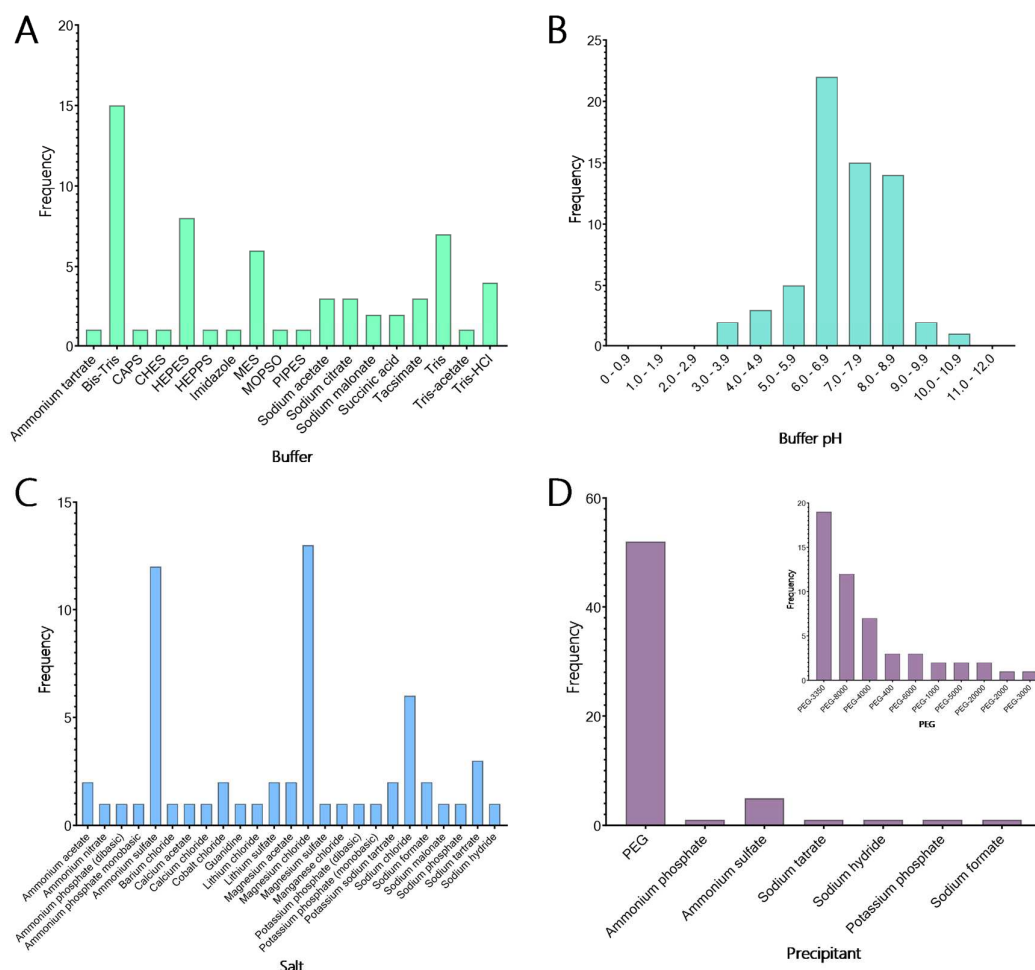 A
Frequency
20
15
10
5
0
Ammonium tartrate
Bis-Tris
CAPS
CHES
HEPES
HEPPS
Imidazole
MES
MOPSO
PIPES
Sodium acetate
Sodium citrate
Sodium malonate
Succinic acid
Tacsimate
Tris
Tris-acetate
Tris-HCl
Buffer
B
Frequency
25
20
15
10
5
0
0 - 0.9
1.0 - 1.9
2.0 - 2.9
3.0 - 3.9
4.0 - 4.9
5.0 - 5.9
6.0 - 6.9
7.0 - 7.9
8.0 - 8.9
9.0 - 9.9
10.0 - 10.9
11.0 - 12.0
Buffer pH
C
Frequency
15
10
5
0
Ammonium acetate
Ammonium nitrate
Ammonium phosphate (dibasic)
Ammonium phosphate monobasic
Ammonium sulfate
Barium chloride
Calcium acetate
Calcium chloride
Cobalt chloride
Guanidine
Lithium chloride
Lithium sulfate
Magnesium acetate
Magnesium chloride
Magnesium sulfate
Manganese chloride
Potassium phosphate (dibasic)
Potassium phosphate (monobasic)
Potassium sodium tartrate
Sodium chloride
Sodium formate
Sodium malonate
Sodium phosphate
Sodium tartrate
Sodium hydride
Salt
D
Frequency
60
40
20
0
PEG
Ammonium phosphate
Ammonium sulfate
Sodium tatrate
Sodium hydride
Potassium phosphate
Sodium formate
Precipitant
Frequency
20
15
10
5
0
PEG-3350
PEG-8000
PEG-4000
PEG-400
PEG-6000
PEG-1000
PEG-5000
PEG-20000
PEG-2000
PEG-3000
PEG